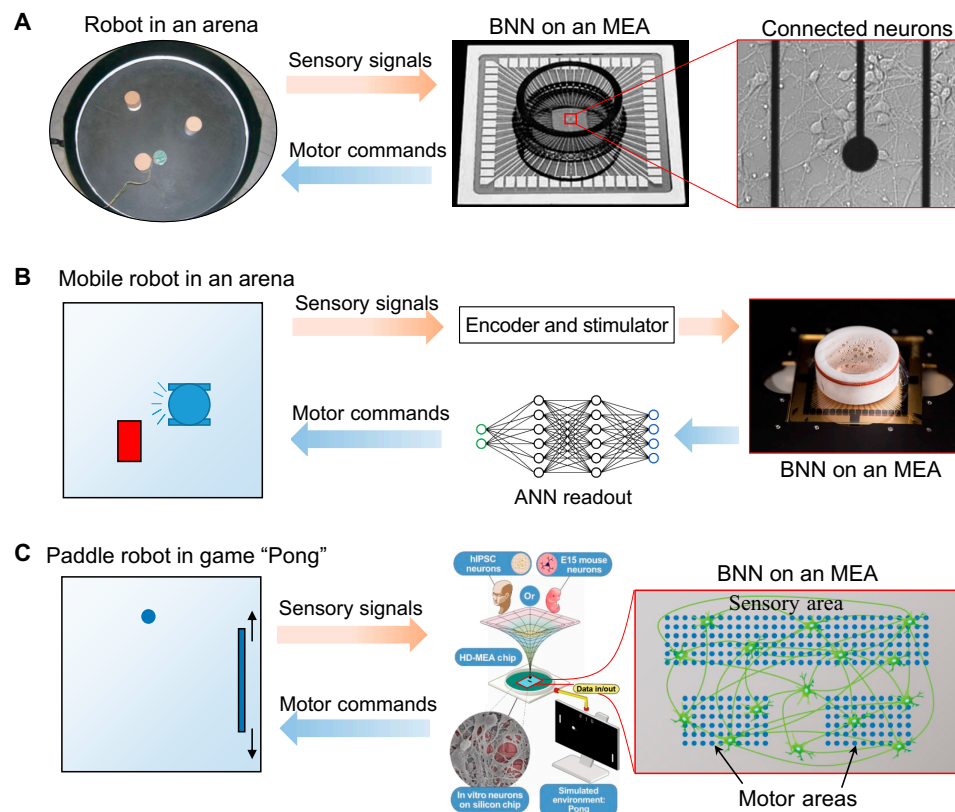 A
Robot in an arena
Sensory signals
Motor commands
BNN on an MEA
Connected neurons
B
Mobile robot in an arena
Sensory signals
Encoder and stimulator
Motor commands
ANN readout
BNN on an MEA
C
Paddle robot in game “Pong”
Sensory signals
Motor commands
hIPSC
neurons
E15 mouse
neurons
Or
HD-MEA chip
Data in/out
In vitro neurons
on silicon chip
Simulated
environment:
Pong
BNN on an MEA
Sensory area
Motor areas